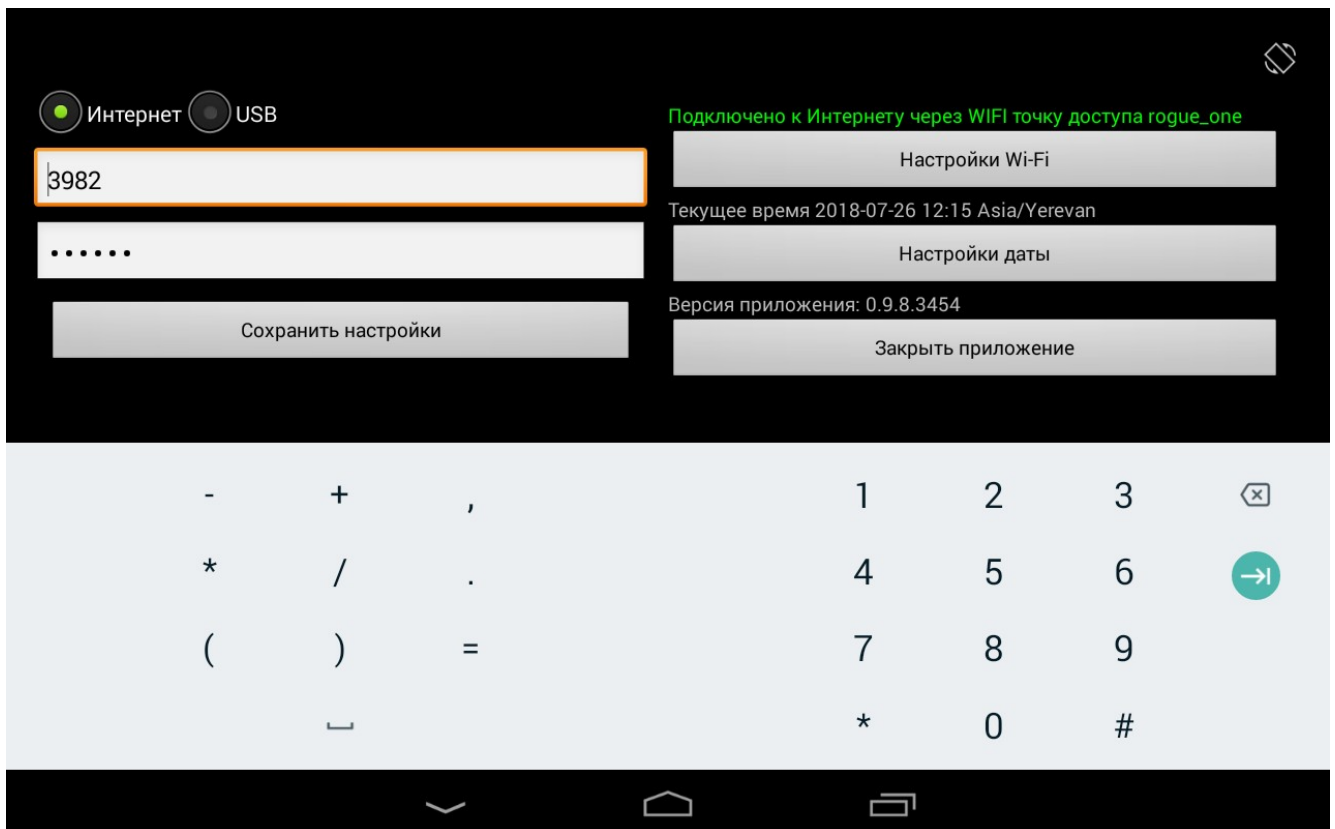 Интернет USB
3982
••••••
Сохранить настройки
Подключено к Интернету через WIFI точку доступа rogue_one
Настройки Wi-Fi
Текущее время 2018-07-26 12:15 Asia/Yerevan
Настройки даты
Версия приложения: 0.9.8.3454
Закрыть приложение
- + , 1 2 3
* / . 4 5 6
( ) = 7 8 9
* 0 #